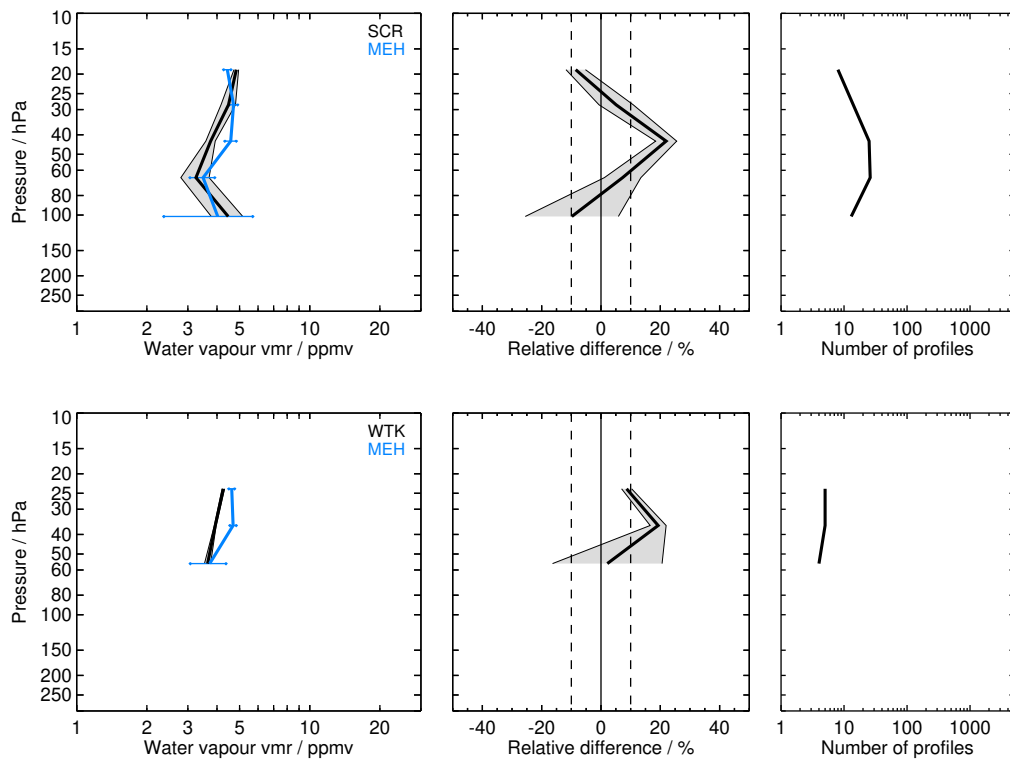 SCR
MEH
Pressure / hPa
10
15
20
25
30
40
50
60
80
100
150
200
250
1 2 3 5 10 20
Water vapour vmr / ppmv
-40 -20 0 20 40
Relative difference / %
1 10 100 1000
Number of profiles
WTK
MEH
Pressure / hPa
10
15
20
25
30
40
50
60
80
100
150
200
250
1 2 3 5 10 20
Water vapour vmr / ppmv
-40 -20 0 20 40
Relative difference / %
1 10 100 1000
Number of profiles